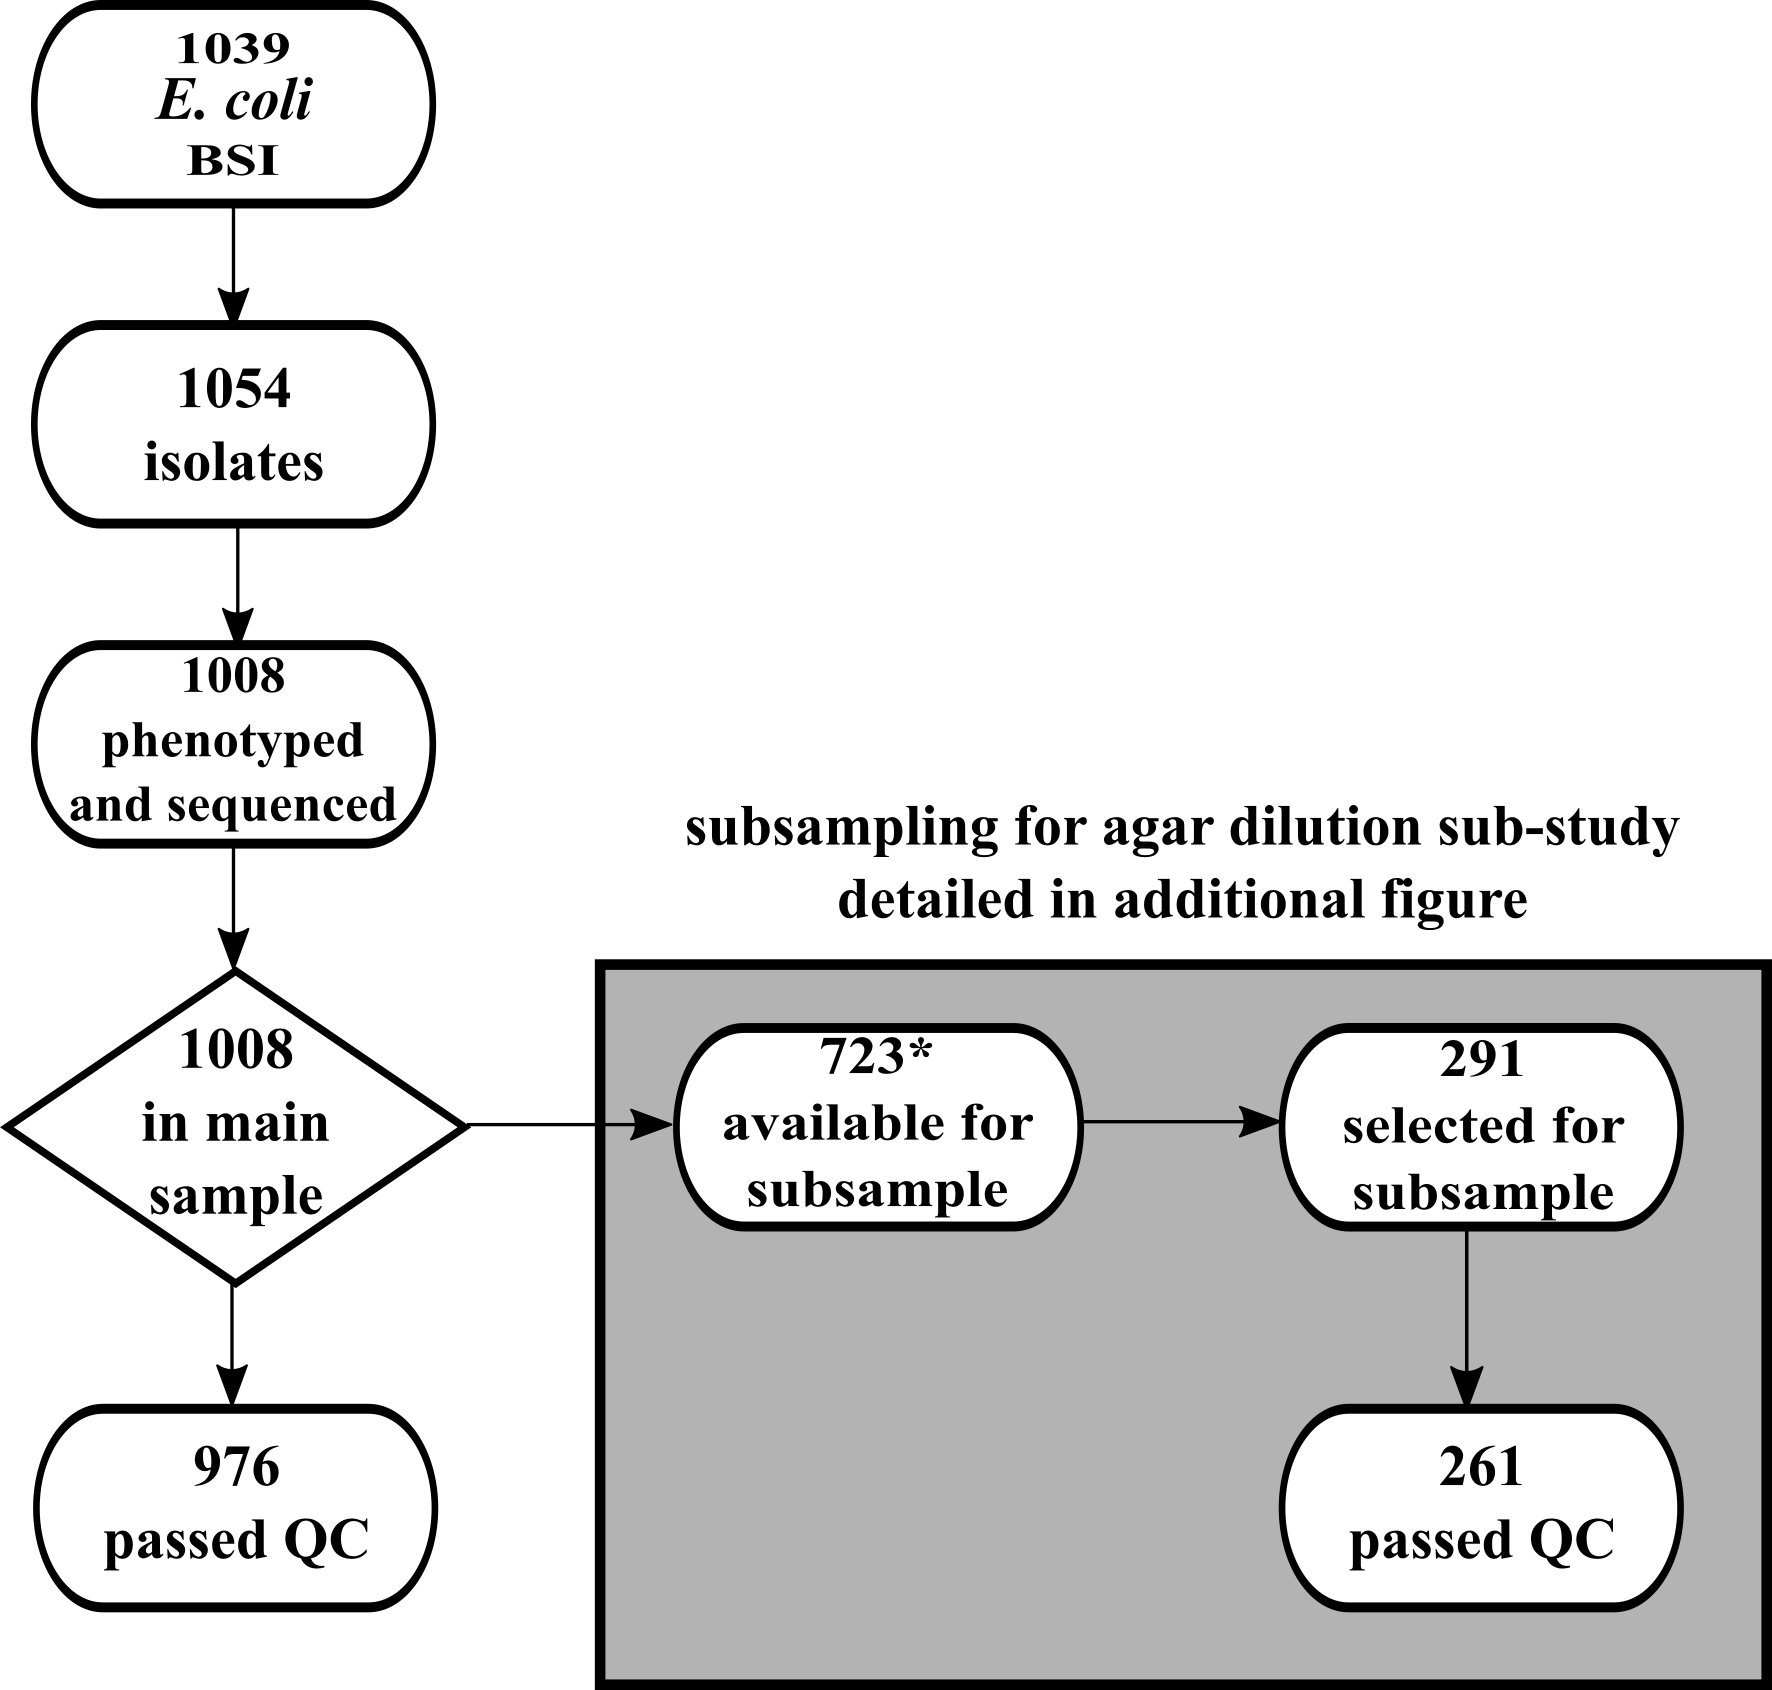 1039
E. coli
BSI
1054
isolates
1008
phenotyped
and sequenced
subsampling for agar dilution sub-study
detailed in additional figure
1008
in main
sample
723*
available for
subsample
291
selected for
subsample
976
passed QC
261
passed QC